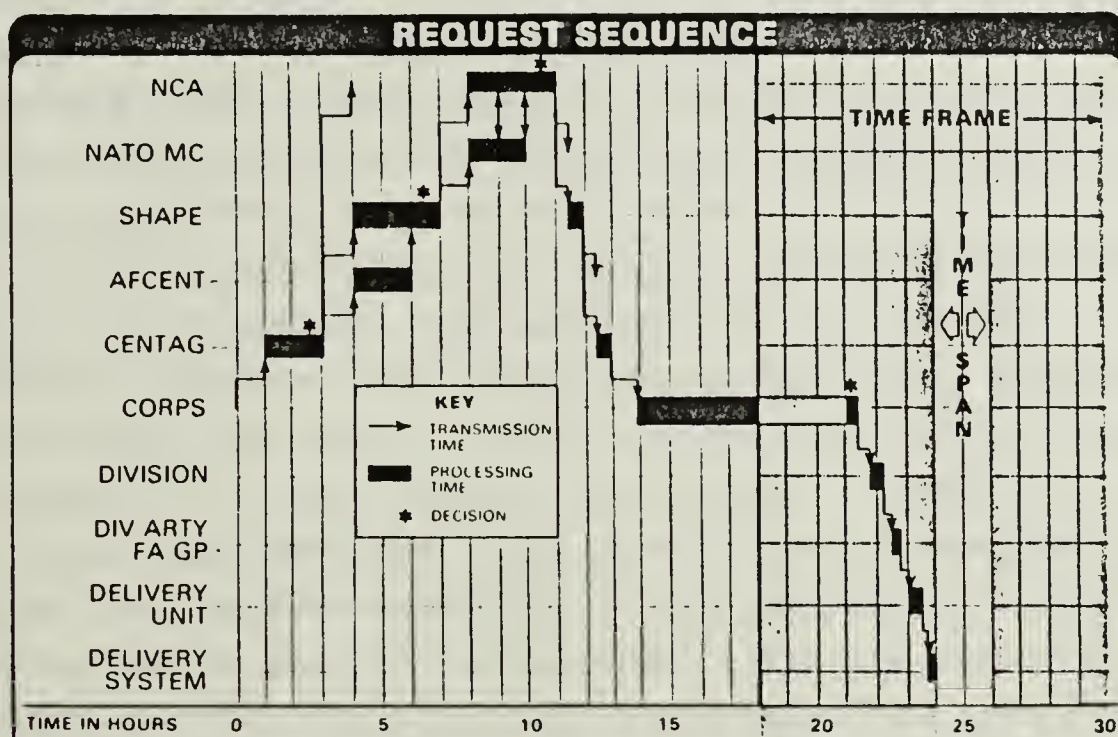 REQUEST SEQUENCE
NCA
NATO MC
SHAPE
AFCENT
CENTAG
CORPS
DIVISION
DIV ARTY
FA GP
DELIVERY
UNIT
DELIVERY
SYSTEM
TIME FRAME
TIME SPAN
KEY
TRANSMISSION
TIME
PROCESSING
TIME
* DECISION
TIME IN HOURS 0 5 10 15 20 25 30